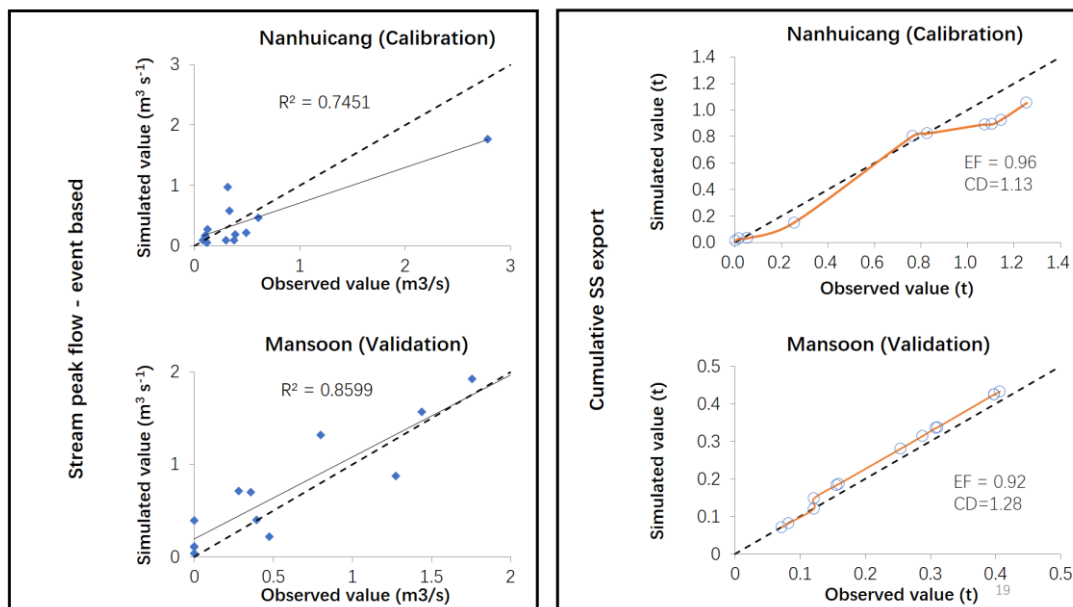 Stream peak flow - event based
Nanhuicang (Calibration)
Simulated value (m³ s⁻¹)
3
2
1
0
R² = 0.7451
0
1
2
3
Observed value (m3/s)
Mansoon (Validation)
Simulated value (m³ s⁻¹)
2
1
0
R² = 0.8599
0
0.5
1
1.5
2
Observed value (m3/s)
Cumulative SS export
Nanhuicang (Calibration)
Simulated value (t)
1.4
1.2
1.0
0.8
0.6
0.4
0.2
0.0
EF = 0.96
CD=1.13
0.0
0.2
0.4
0.6
0.8
1.0
1.2
1.4
Observed value (t)
Mansoon (Validation)
Simulated value (t)
0.5
0.4
0.3
0.2
0.1
0
EF = 0.92
CD=1.28
0
0.1
0.2
0.3
0.4
0.5
Observed value (t)
19